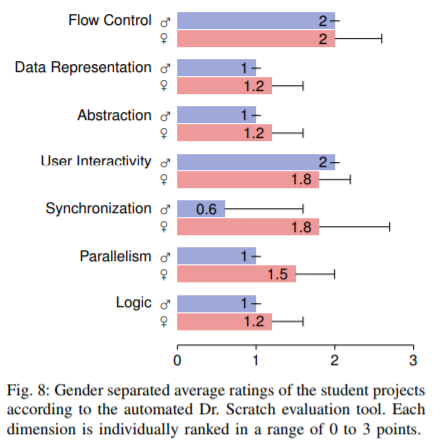 Flow Control ♂ 2
♀ 2
Data Representation ♂ 1
♀ 1.2
Abstraction ♂ 1
♀ 1.2
User Interactivity ♂ 2
♀ 1.8
Synchronization ♂ 0.6
♀ 1.8
Parallelism ♂ 1
♀ 1.5
Logic ♂ 1
♀ 1.2
0 1 2 3
Fig. 8: Gender separated average ratings of the student projects
according to the automated Dr. Scratch evaluation tool. Each
dimension is individually ranked in a range of 0 to 3 points.